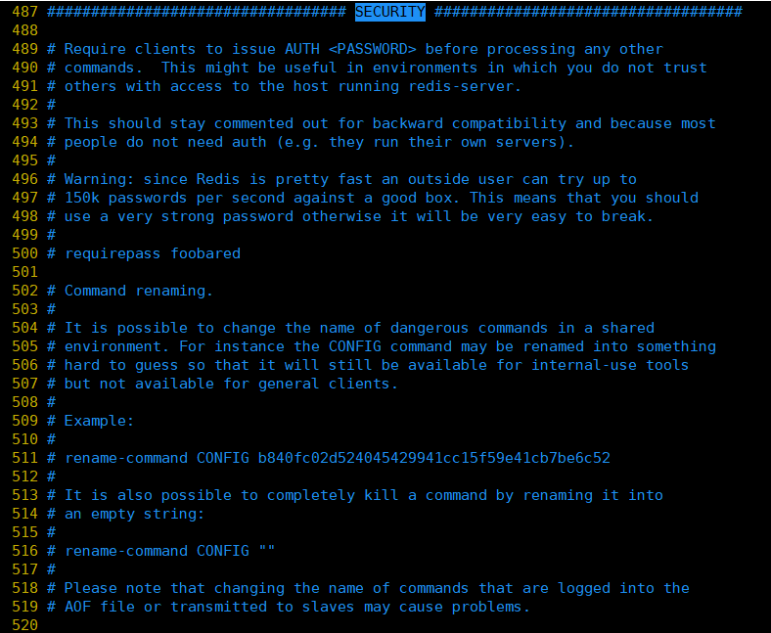 487 ################################## SECURITY ###################################
488
489 # Require clients to issue AUTH <PASSWORD> before processing any other
490 # commands.  This might be useful in environments in which you do not trust
491 # others with access to the host running redis-server.
492 #
493 # This should stay commented out for backward compatibility and because most
494 # people do not need auth (e.g. they run their own servers).
495 #
496 # Warning: since Redis is pretty fast an outside user can try up to
497 # 150k passwords per second against a good box. This means that you should
498 # use a very strong password otherwise it will be very easy to break.
499 #
500 # requirepass foobared
501
502 # Command renaming.
503 #
504 # It is possible to change the name of dangerous commands in a shared
505 # environment. For instance the CONFIG command may be renamed into something
506 # hard to guess so that it will still be available for internal-use tools
507 # but not available for general clients.
508 #
509 # Example:
510 #
511 # rename-command CONFIG b840fc02d524045429941cc15f59e41cb7be6c52
512 #
513 # It is also possible to completely kill a command by renaming it into
514 # an empty string:
515 #
516 # rename-command CONFIG ""
517 #
518 # Please note that changing the name of commands that are logged into the
519 # AOF file or transmitted to slaves may cause problems.
520